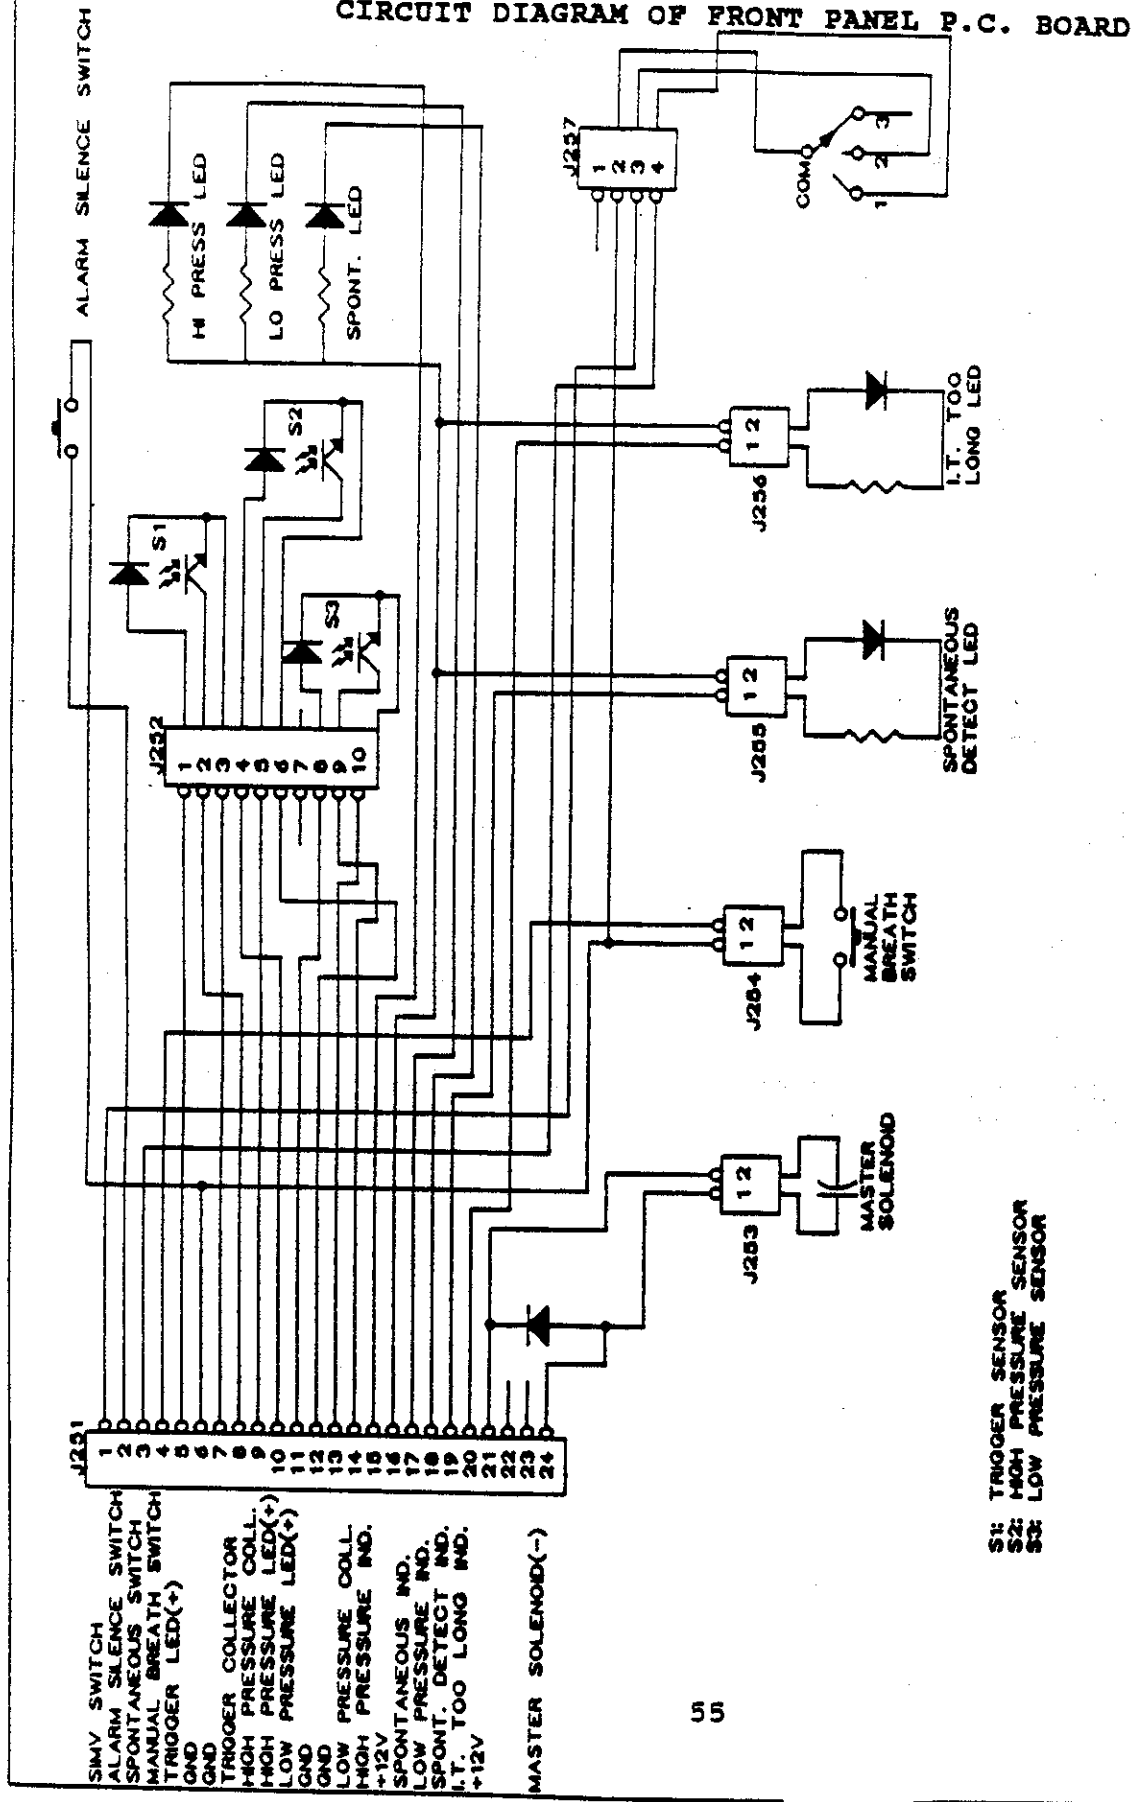 CIRCUIT DIAGRAM OF FRONT PANEL P.C. BOARD
ALARM SILENCE SWITCH
HI PRESS LED
LO PRESS LED
SPONT. LED
S1
S2
S3
J257
1
2
3
4
COM
1
2
3
J252
1
2
3
4
5
6
7
8
9
10
J256
1 2
I.T. TOO
LONG LED
J255
1 2
SPONTANEOUS
DETECT LED
J254
1 2
MANUAL
BREATH
SWITCH
J253
1 2
MASTER
SOLENOID
J251
1
2
3
4
5
6
7
8
9
10
11
12
13
14
15
16
17
18
19
20
21
22
23
24
SIMV SWITCH
ALARM SILENCE SWITCH
SPONTANEOUS SWITCH
MANUAL BREATH SWITCH
TRIGGER LED(+)
GND
GND
TRIGGER COLLECTOR
HIGH PRESSURE COLL.
HIGH PRESSURE LED(+)
LOW PRESSURE LED(+)
GND
GND
LOW PRESSURE COLL.
HIGH PRESSURE IND.
+12V
SPONTANEOUS IND.
LOW PRESSURE IND.
SPONT. DETECT IND.
I.T. TOO LONG IND.
+12V
MASTER SOLENOID(-)
S1: TRIGGER SENSOR
S2: HIGH PRESSURE SENSOR
S3: LOW PRESSURE SENSOR
55